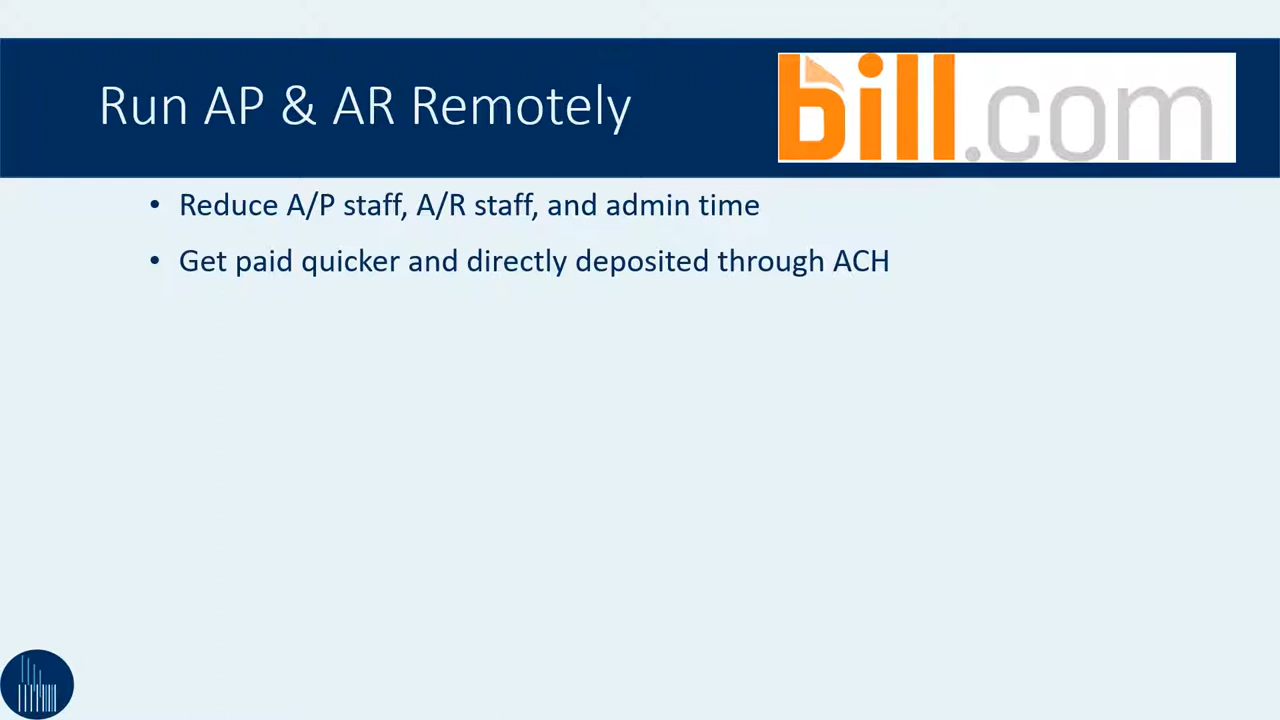 Run AP & AR Remotely
bill.com
• Reduce A/P staff, A/R staff, and admin time
• Get paid quicker and directly deposited through ACH